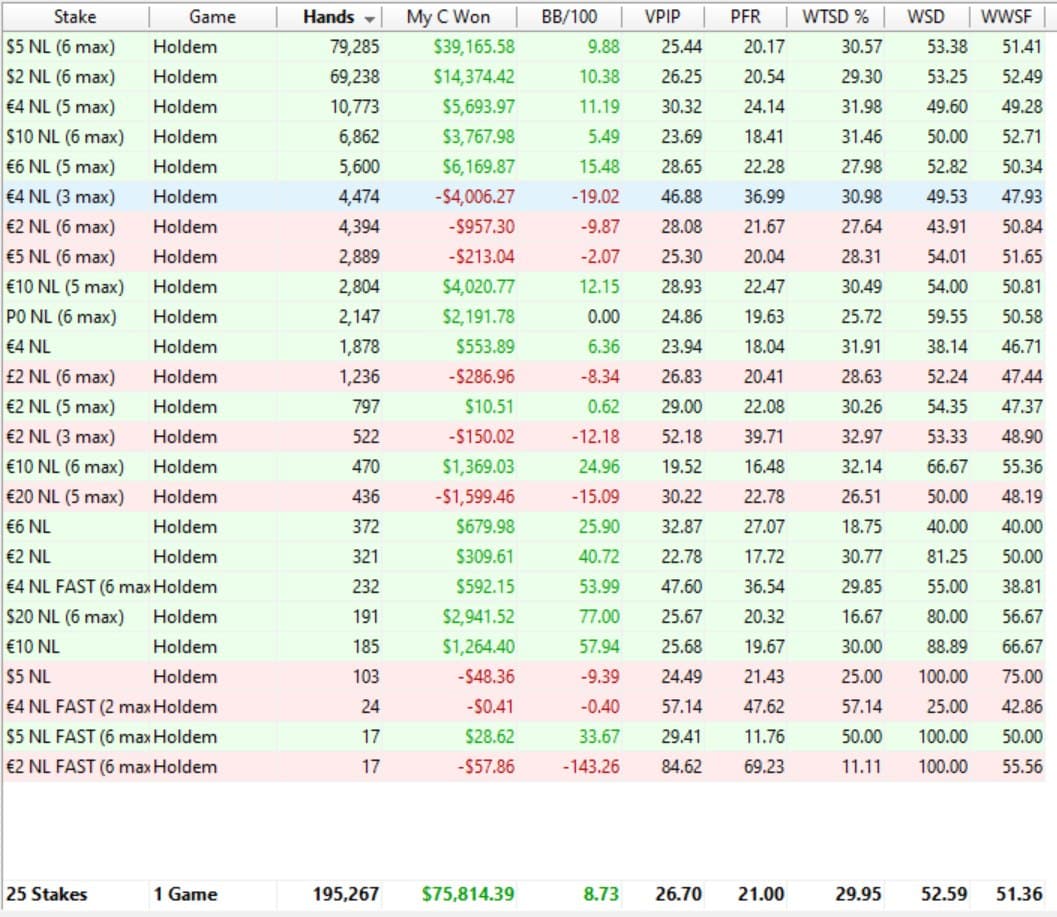 Stake Game Hands My C Won BB/100 VPIP PFR WTSD % WSD WWSF
$5 NL (6 max) Holdem 79,285 $39,165.58 9.88 25.44 20.17 30.57 53.38 51.41
$2 NL (6 max) Holdem 69,238 $14,374.42 10.38 26.25 20.54 29.30 53.25 52.49
€4 NL (5 max) Holdem 10,773 $5,693.97 11.19 30.32 24.14 31.98 49.60 49.28
$10 NL (6 max) Holdem 6,862 $3,767.98 5.49 23.69 18.41 31.46 50.00 52.71
€6 NL (5 max) Holdem 5,600 $6,169.87 15.48 28.65 22.28 27.98 52.82 50.34
€4 NL (3 max) Holdem 4,474 -$4,006.27 -19.02 46.88 36.99 30.98 49.53 47.93
€2 NL (6 max) Holdem 4,394 -$957.30 -9.87 28.08 21.67 27.64 43.91 50.84
€5 NL (6 max) Holdem 2,889 -$213.04 -2.07 25.30 20.04 28.31 54.01 51.65
€10 NL (5 max) Holdem 2,804 $4,020.77 12.15 28.93 22.47 30.49 54.00 50.81
P0 NL (6 max) Holdem 2,147 $2,191.78 0.00 24.86 19.63 25.72 59.55 50.58
€4 NL Holdem 1,878 $553.89 6.36 23.94 18.04 31.91 38.14 46.71
£2 NL (6 max) Holdem 1,236 -$286.96 -8.34 26.83 20.41 28.63 52.24 47.44
€2 NL (5 max) Holdem 797 $10.51 0.62 29.00 22.08 30.26 54.35 47.37
€2 NL (3 max) Holdem 522 -$150.02 -12.18 52.18 39.71 32.97 53.33 48.90
€10 NL (6 max) Holdem 470 $1,369.03 24.96 19.52 16.48 32.14 66.67 55.36
€20 NL (5 max) Holdem 436 -$1,599.46 -15.09 30.22 22.78 26.51 50.00 48.19
€6 NL Holdem 372 $679.98 25.90 32.87 27.07 18.75 40.00 40.00
€2 NL Holdem 321 $309.61 40.72 22.78 17.72 30.77 81.25 50.00
€4 NL FAST (6 max Holdem 232 $592.15 53.99 47.60 36.54 29.85 55.00 38.81
$20 NL (6 max) Holdem 191 $2,941.52 77.00 25.67 20.32 16.67 80.00 56.67
€10 NL Holdem 185 $1,264.40 57.94 25.68 19.67 30.00 88.89 66.67
$5 NL Holdem 103 -$48.36 -9.39 24.49 21.43 25.00 100.00 75.00
€4 NL FAST (2 max Holdem 24 -$0.41 -0.40 57.14 47.62 57.14 25.00 42.86
$5 NL FAST (6 max Holdem 17 $28.62 33.67 29.41 11.76 50.00 100.00 50.00
€2 NL FAST (6 max Holdem 17 -$57.86 -143.26 84.62 69.23 11.11 100.00 55.56
25 Stakes 1 Game 195,267 $75,814.39 8.73 26.70 21.00 29.95 52.59 51.36